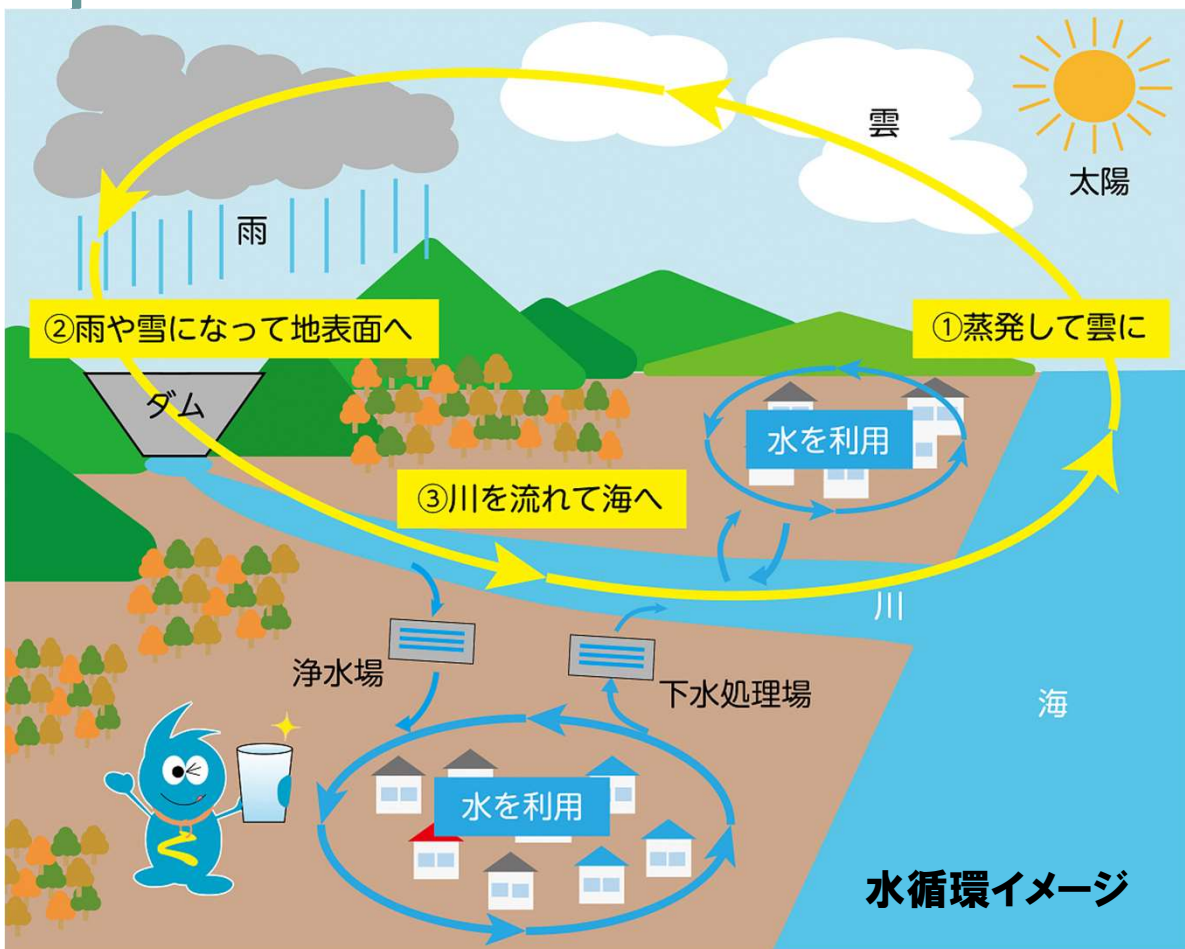 雲
太陽
雨
②雨や雪になって地表面へ
①蒸発して雲に
ダム
水を利用
③川を流れて海へ
川
浄水場
下水処理場
海
水を利用
水循環イメージ